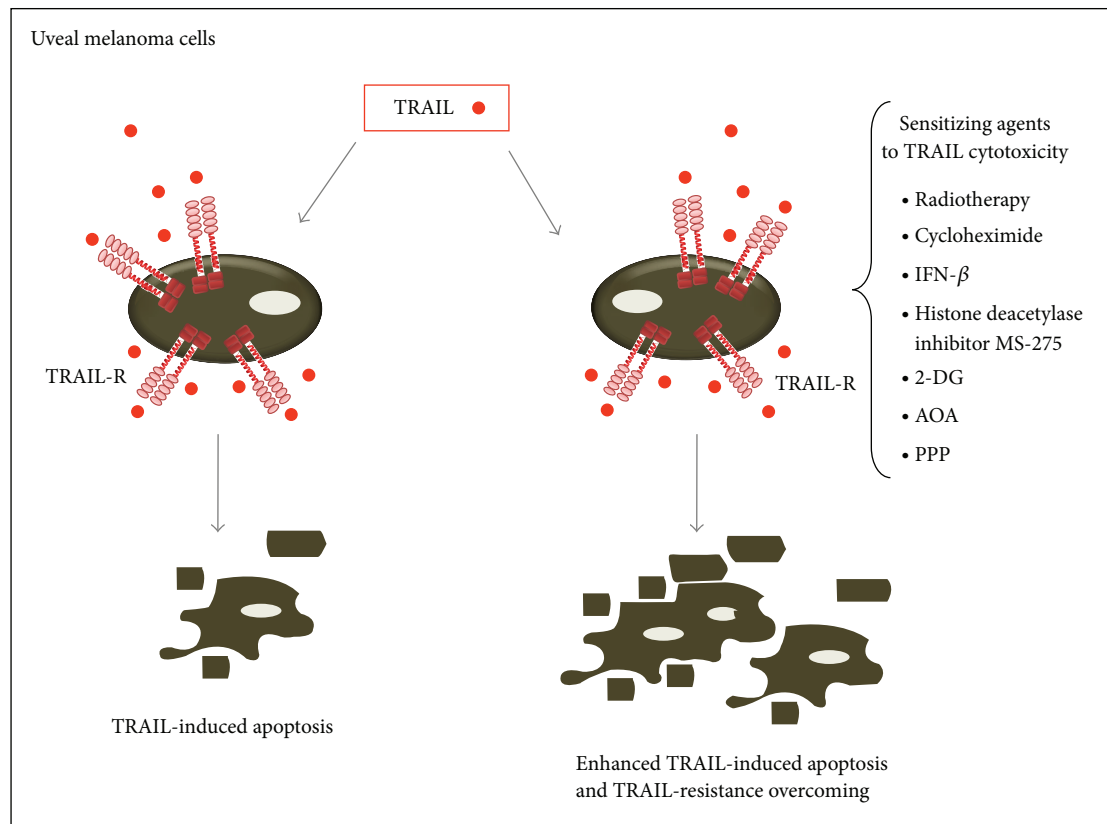 Uveal melanoma cells
TRAIL
Sensitizing agents
to TRAIL cytotoxicity
• Radiotherapy
• Cycloheximide
• IFN-β
• Histone deacetylase
inhibitor MS-275
• 2-DG
• AOA
• PPP
TRAIL-R
TRAIL-R
TRAIL-induced apoptosis
Enhanced TRAIL-induced apoptosis
and TRAIL-resistance overcoming